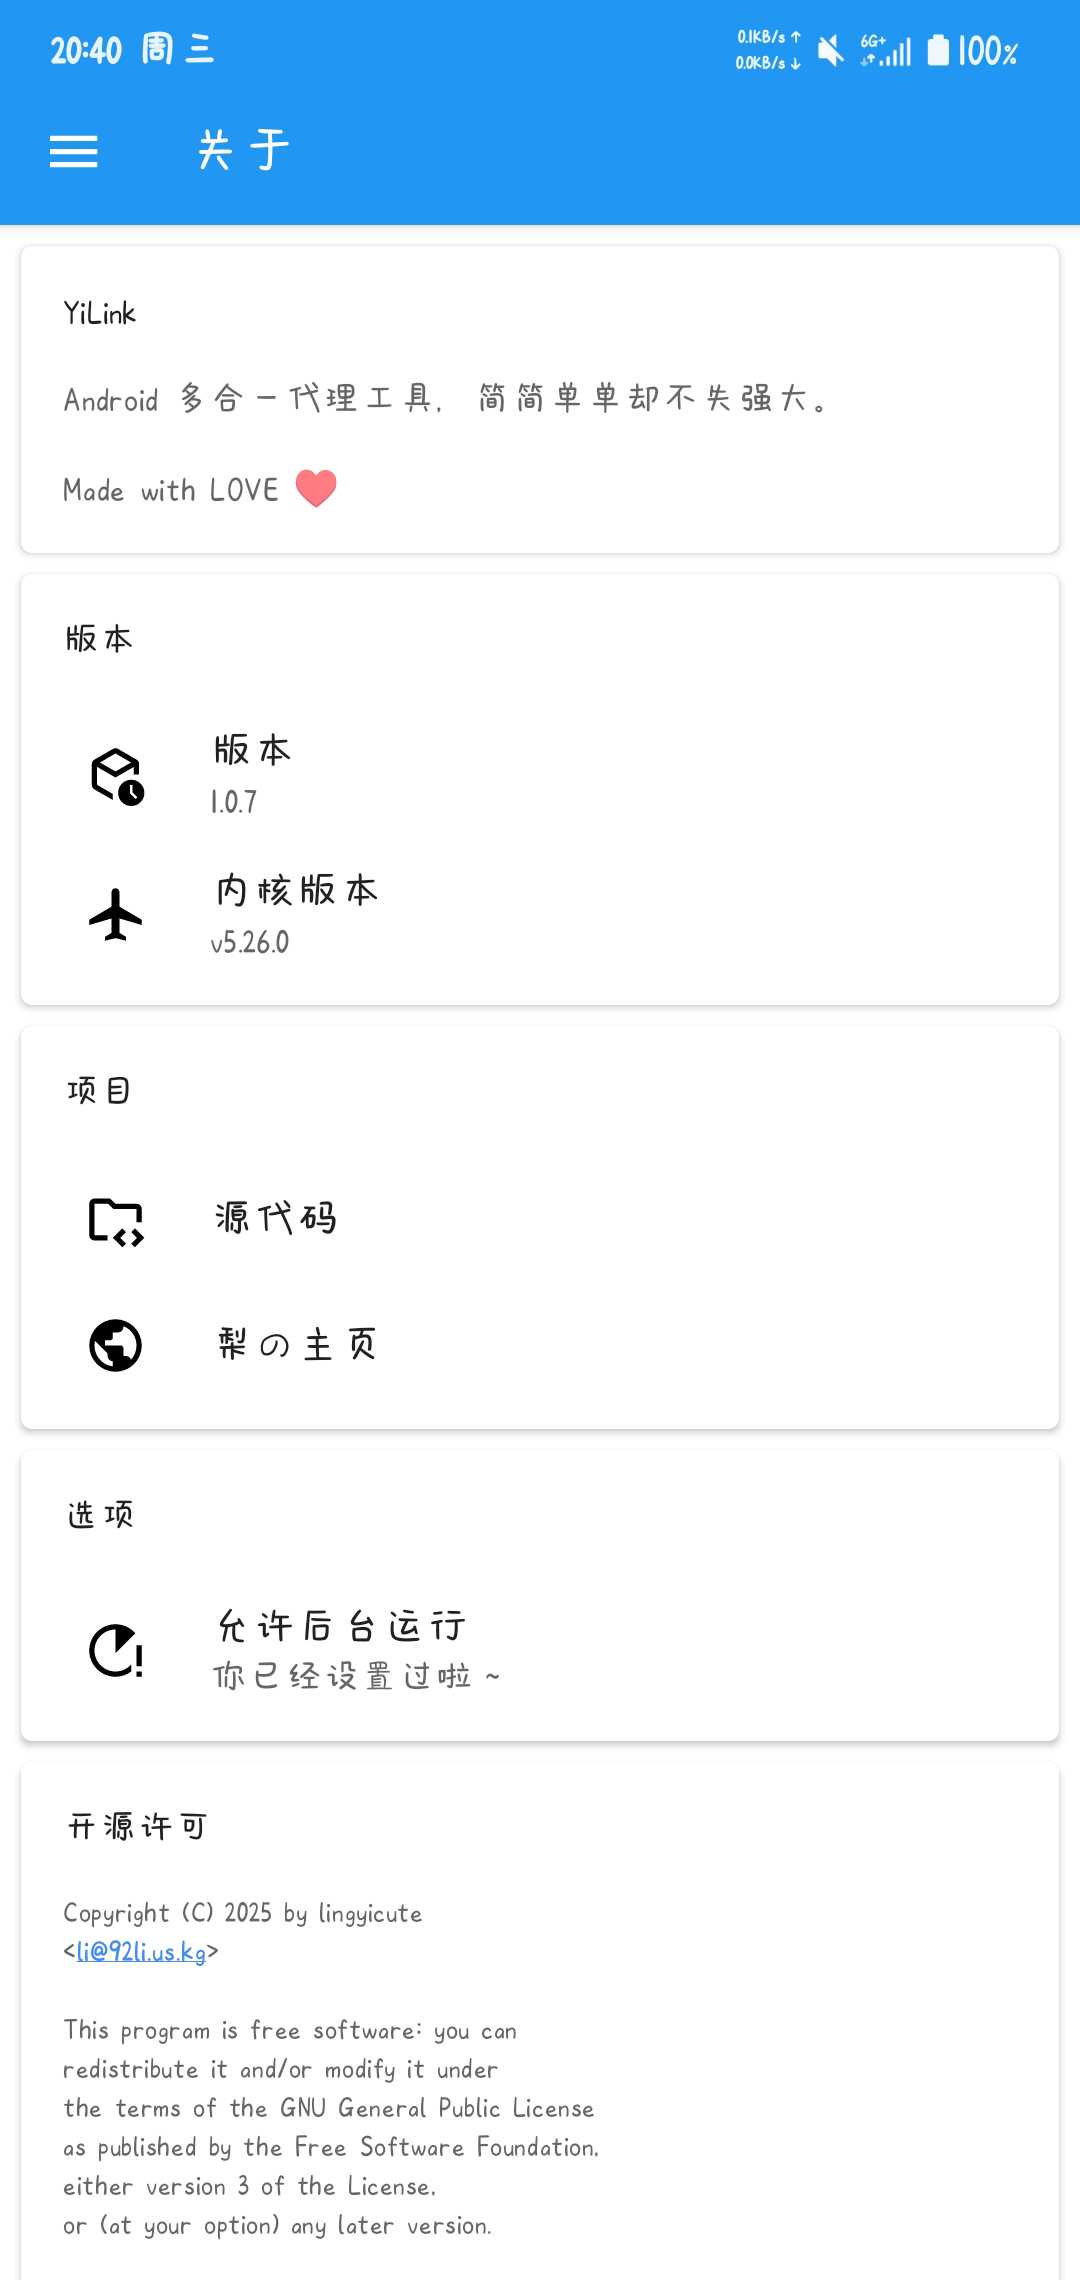 20:40 周三
0.1KB/s ↑
0.0KB/s ↓
6G+
100%
关于
YiLink
Android 多合一代理工具，简简单单却不失强大。
Made with LOVE ❤
版本
版本
1.0.7
内核版本
v5.26.0
项目
源代码
梨の主页
选项
允许后台运行
你已经设置过啦 ~
开源许可
Copyright (C) 2025 by lingyicute
<li@92li.us.kg>
This program is free software: you can
redistribute it and/or modify it under
the terms of the GNU General Public License
as published by the Free Software Foundation,
either version 3 of the License,
or (at your option) any later version.